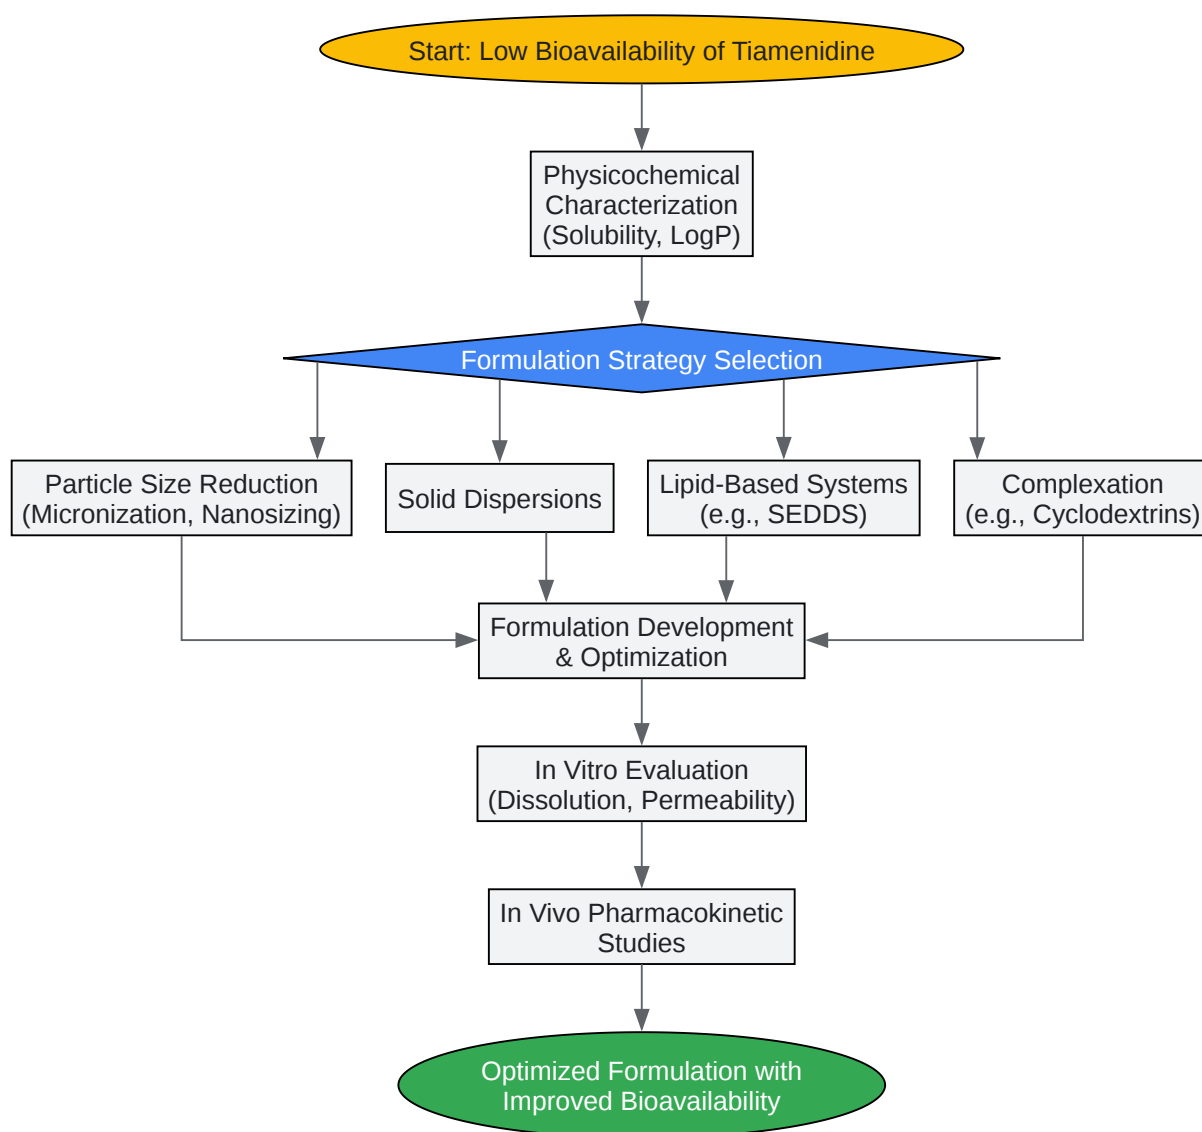 Start: Low Bioavailability of Tiamenidine
Physicochemical
Characterization
(Solubility, LogP)
Formulation Strategy Selection
Particle Size Reduction
(Micronization, Nanosizing)
Solid Dispersions
Lipid-Based Systems
(e.g., SEDDS)
Complexation
(e.g., Cyclodextrins)
Formulation Development
& Optimization
In Vitro Evaluation
(Dissolution, Permeability)
In Vivo Pharmacokinetic
Studies
Optimized Formulation with
Improved Bioavailability